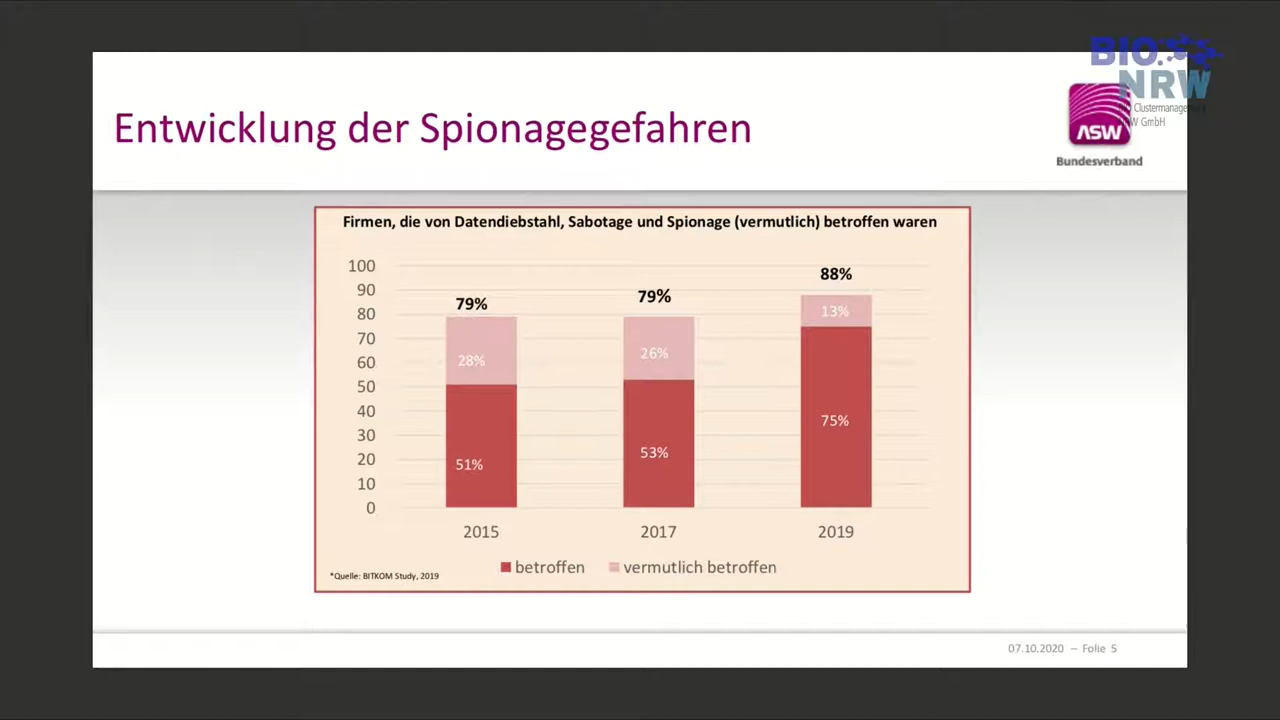 BIO.
NRW
Entwicklung der Spionagegefahren
ASW
Bundesverband
Firmen, die von Datendiebstahl, Sabotage und Spionage (vermutlich) betroffen waren
100
90
80
70
60
50
40
30
20
10
0
79%
28%
51%
79%
26%
53%
88%
13%
75%
2015 2017 2019
betroffen vermutlich betroffen
*Quelle: BITKOM Study, 2019
07.10.2020 – Folie 5